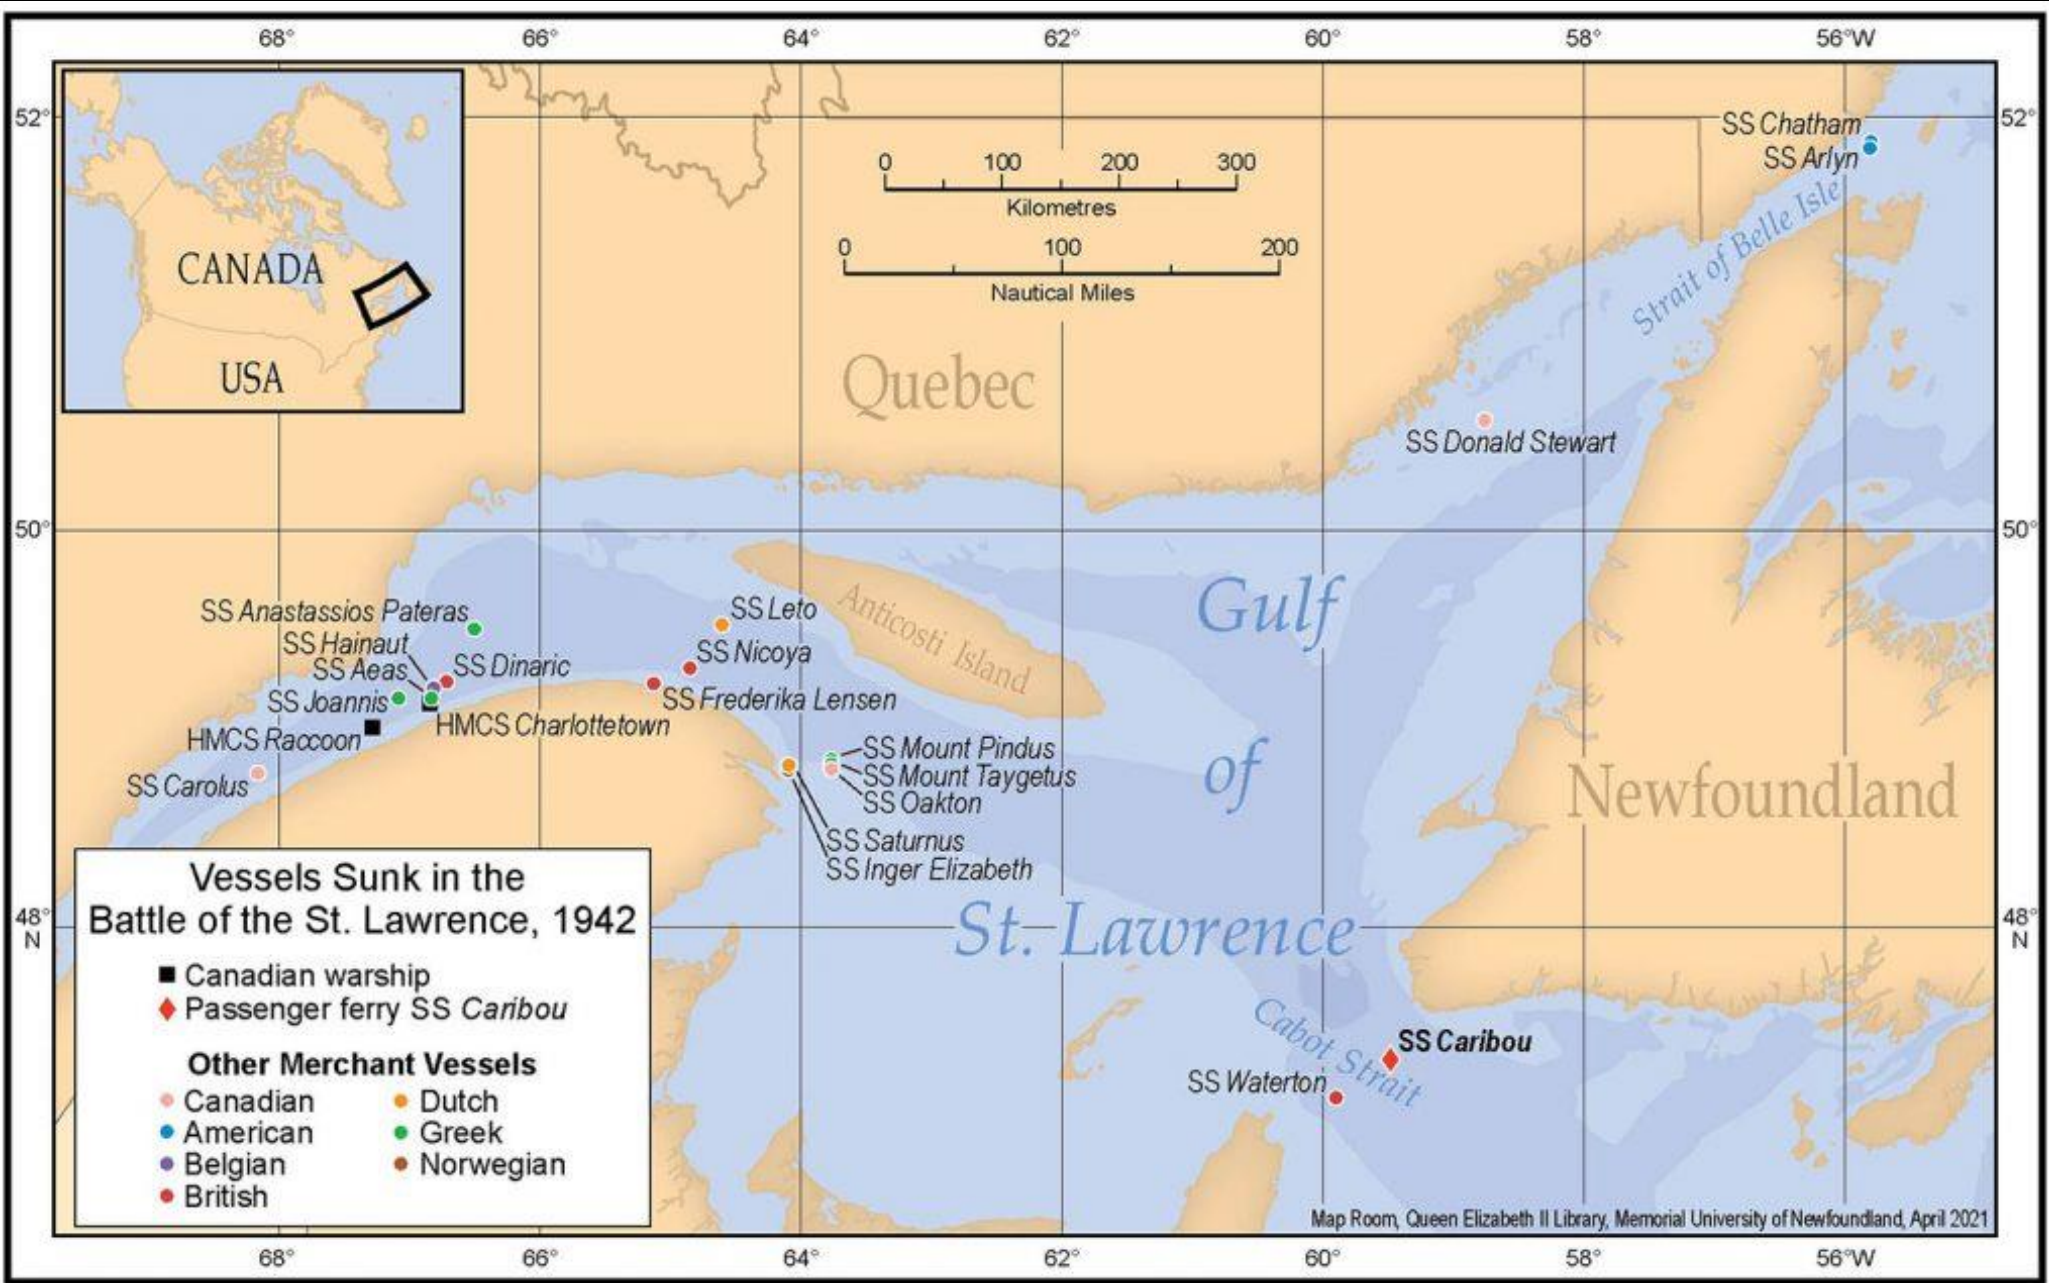 68° 66° 64° 62° 60° 58° 56°W
52° 52°
CANADA
USA
0 100 200 300
Kilometres
0 100 200
Nautical Miles
SS Chatham
SS Arlyn
Strait of Belle Isle
Quebec
SS Donald Stewart
50° 50°
Gulf
of
St. Lawrence
Anticosti Island
SS Anastassios Pateras
SS Hainaut
SS Aeas
SS Dinaric
SS Joannis
HMCS Charlottetown
HMCS Raccoon
SS Carolus
SS Leto
SS Nicoya
SS Frederika Lensen
SS Mount Pindus
SS Mount Taygetus
SS Oakton
SS Saturnus
SS Inger Elizabeth
Newfoundland
48° 48°
N N
Cabot Strait
SS Caribou
SS Waterton
Vessels Sunk in the
Battle of the St. Lawrence, 1942
Canadian warship
Passenger ferry SS Caribou
Other Merchant Vessels
Canadian Dutch
American Greek
Belgian Norwegian
British
Map Room, Queen Elizabeth II Library, Memorial University of Newfoundland, April 2021
68° 66° 64° 62° 60° 58° 56°W